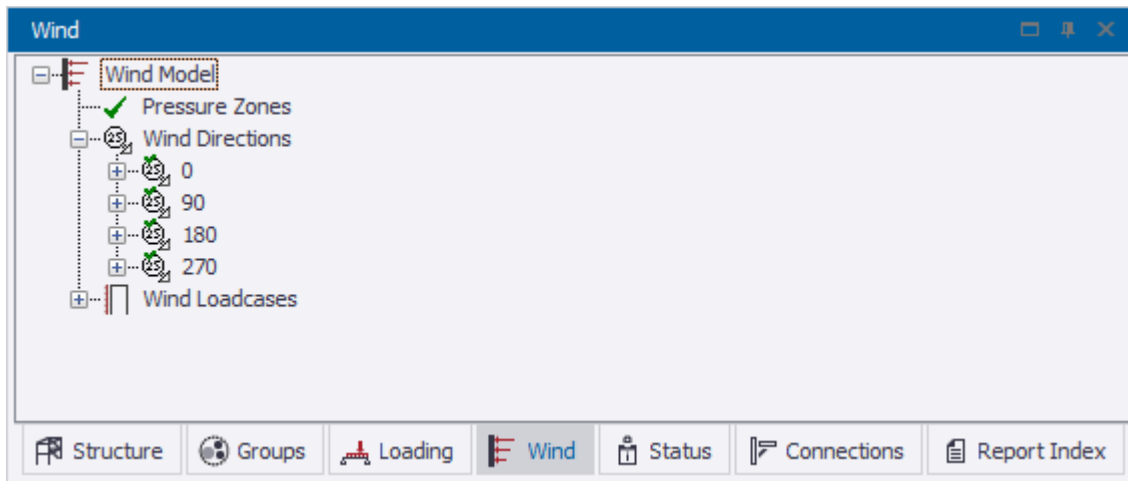 Wind
Wind Model
Pressure Zones
Wind Directions
0
90
180
270
Wind Loadcases
Structure Groups Loading Wind Status Connections Report Index